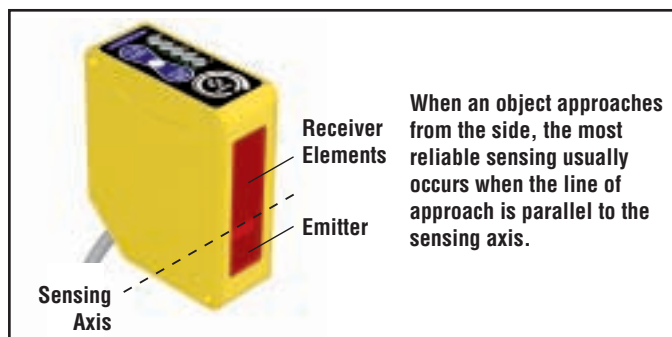 Receiver
Elements
Emitter
Sensing
Axis
When an object approaches
from the side, the most
reliable sensing usually
occurs when the line of
approach is parallel to the
sensing axis.